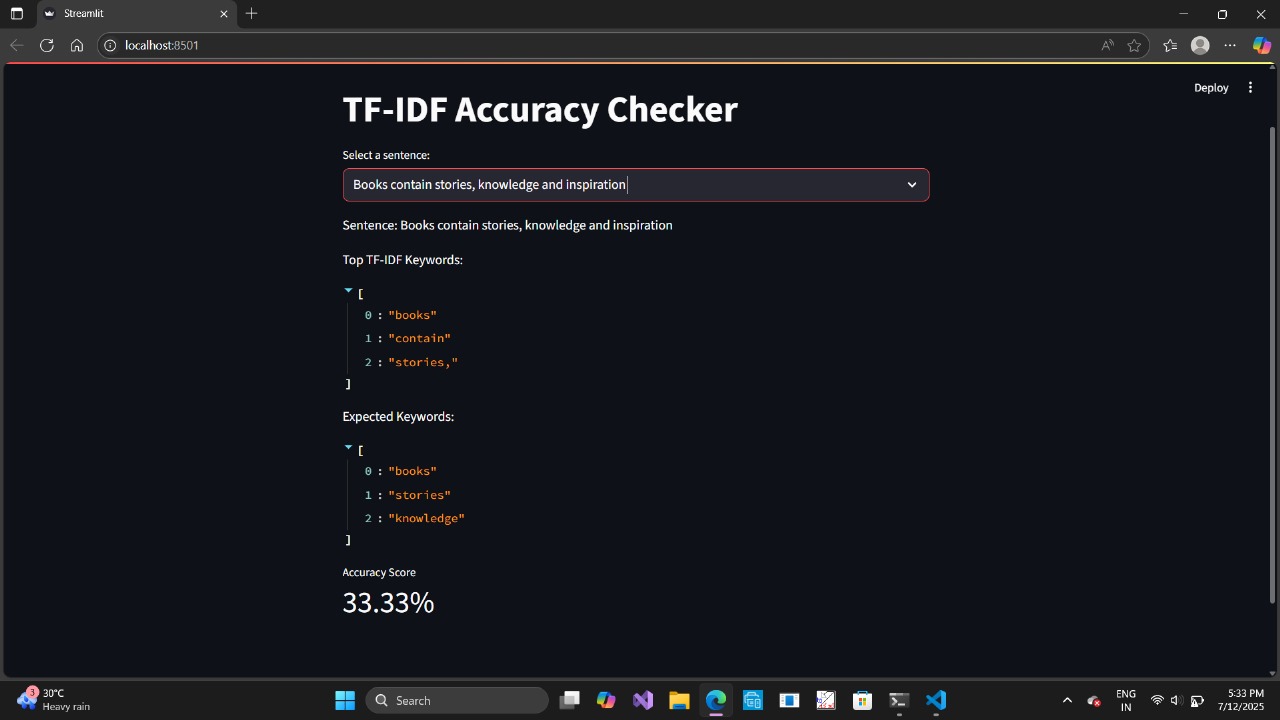 Streamlit
localhost:8501
Deploy
TF-IDF Accuracy Checker
Select a sentence:
Books contain stories, knowledge and inspiration
Sentence: Books contain stories, knowledge and inspiration
Top TF-IDF Keywords:
[
0 : "books"
1 : "contain"
2 : "stories,"
]
Expected Keywords:
[
0 : "books"
1 : "stories"
2 : "knowledge"
]
Accuracy Score
33.33%
3
30°C
Heavy rain
Search
ENG
IN
5:33 PM
7/12/2025